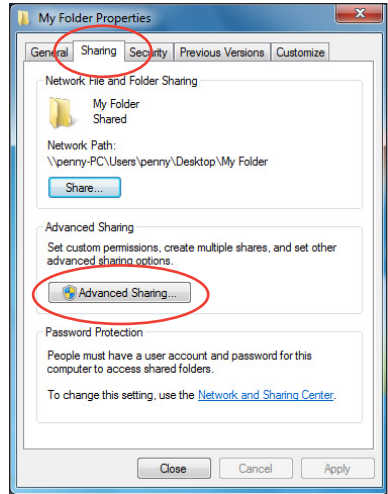 My Folder Properties
General Sharing Security Previous Versions Customize
Network File and Folder Sharing
My Folder
Shared
Network Path:
\\penny-PC\Users\penny\Desktop\My Folder
Share...
Advanced Sharing
Set custom permissions, create multiple shares, and set other
advanced sharing options.
Advanced Sharing...
Password Protection
People must have a user account and password for this
computer to access shared folders.
To change this setting, use the Network and Sharing Center.
Close Cancel Apply